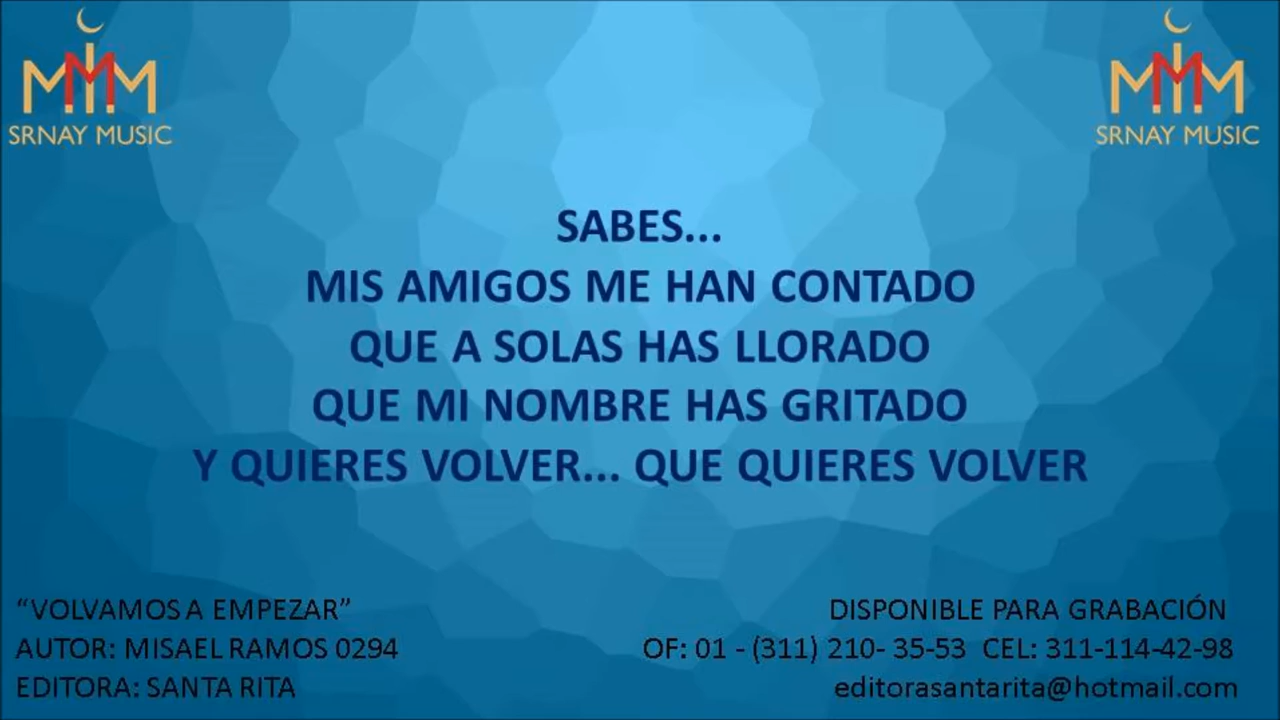 SRNAY MUSIC
SRNAY MUSIC
SABES...
MIS AMIGOS ME HAN CONTADO
QUE A SOLAS HAS LLORADO
QUE MI NOMBRE HAS GRITADO
Y QUIERES VOLVER... QUE QUIERES VOLVER
“VOLVAMOS A EMPEZAR”
AUTOR: MISAEL RAMOS 0294
EDITORA: SANTA RITA
DISPONIBLE PARA GRABACIÓN
OF: 01 - (311) 210- 35-53 CEL: 311-114-42-98
editorasantarita@hotmail.com